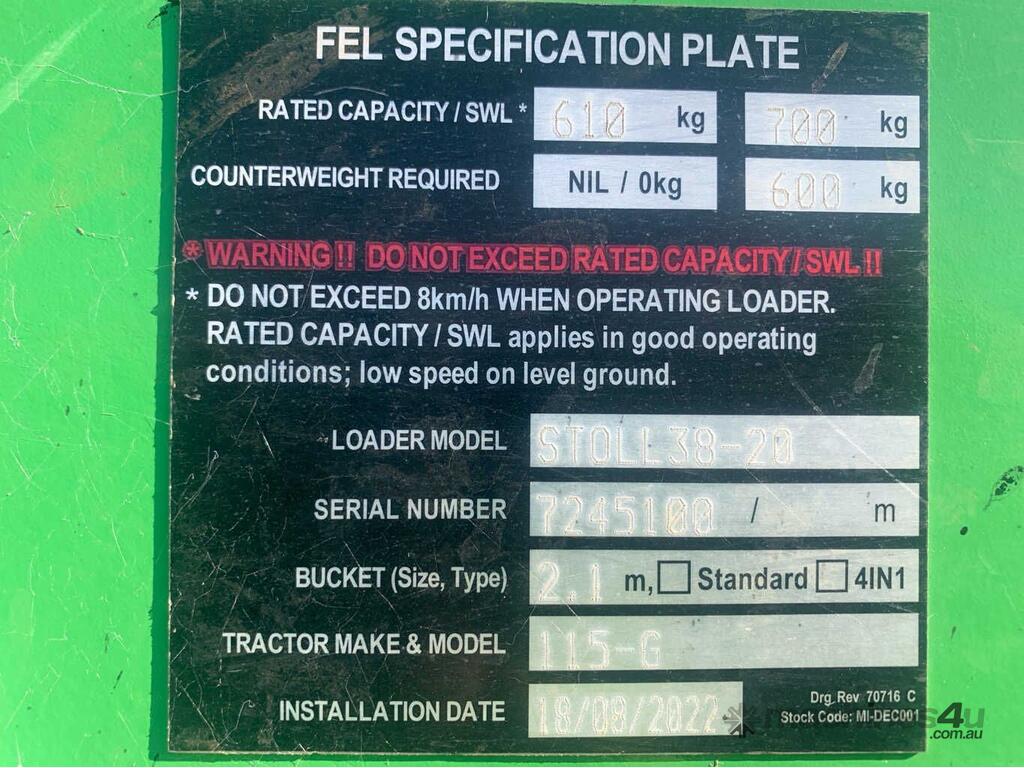 FEL SPECIFICATION PLATE
RATED CAPACITY / SWL * 610 kg 700 kg
COUNTERWEIGHT REQUIRED NIL / 0kg 600 kg
* WARNING !! DO NOT EXCEED RATED CAPACITY / SWL !!
* DO NOT EXCEED 8km/h WHEN OPERATING LOADER.
RATED CAPACITY / SWL applies in good operating
conditions; low speed on level ground.
LOADER MODEL STOLL38-20
SERIAL NUMBER 7245100 / m
BUCKET (Size, Type) 2.1 m, Standard 4IN1
TRACTOR MAKE & MODEL 115-G
INSTALLATION DATE 18/08/2022
Drg Rev 70716 C
Stock Code: MI-DEC001
machines4u
.com.au